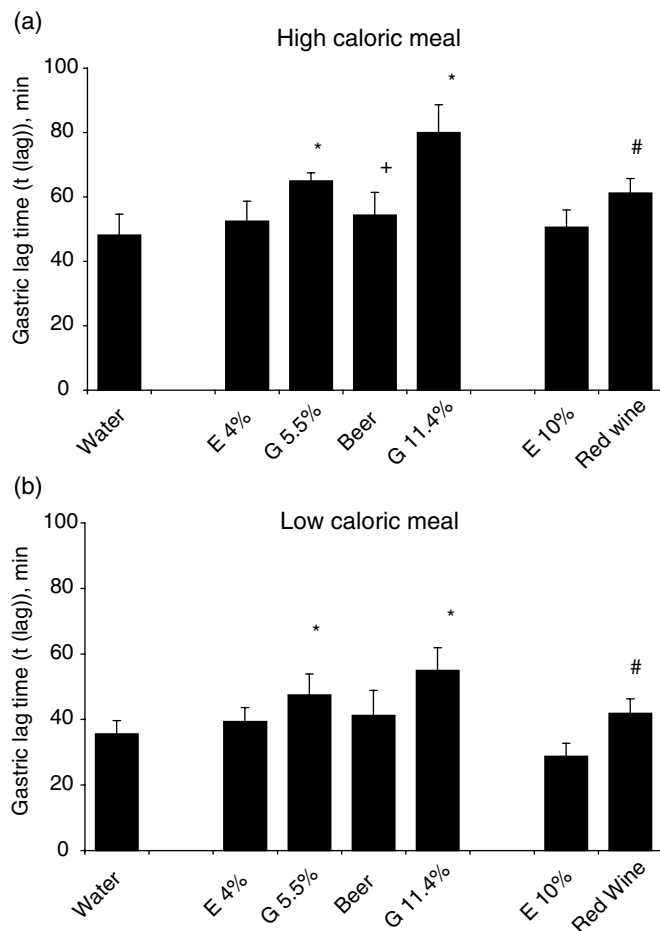 (a)
High caloric meal
Gastric lag time (t (lag)), min
100
80
60
40
20
0
*
+
*
#
Water
E 4%
G 5.5%
Beer
G 11.4%
E 10%
Red wine
(b)
Low caloric meal
Gastric lag time (t (lag)), min
100
80
60
40
20
0
*
*
#
Water
E 4%
G 5.5%
Beer
G 11.4%
E 10%
Red Wine